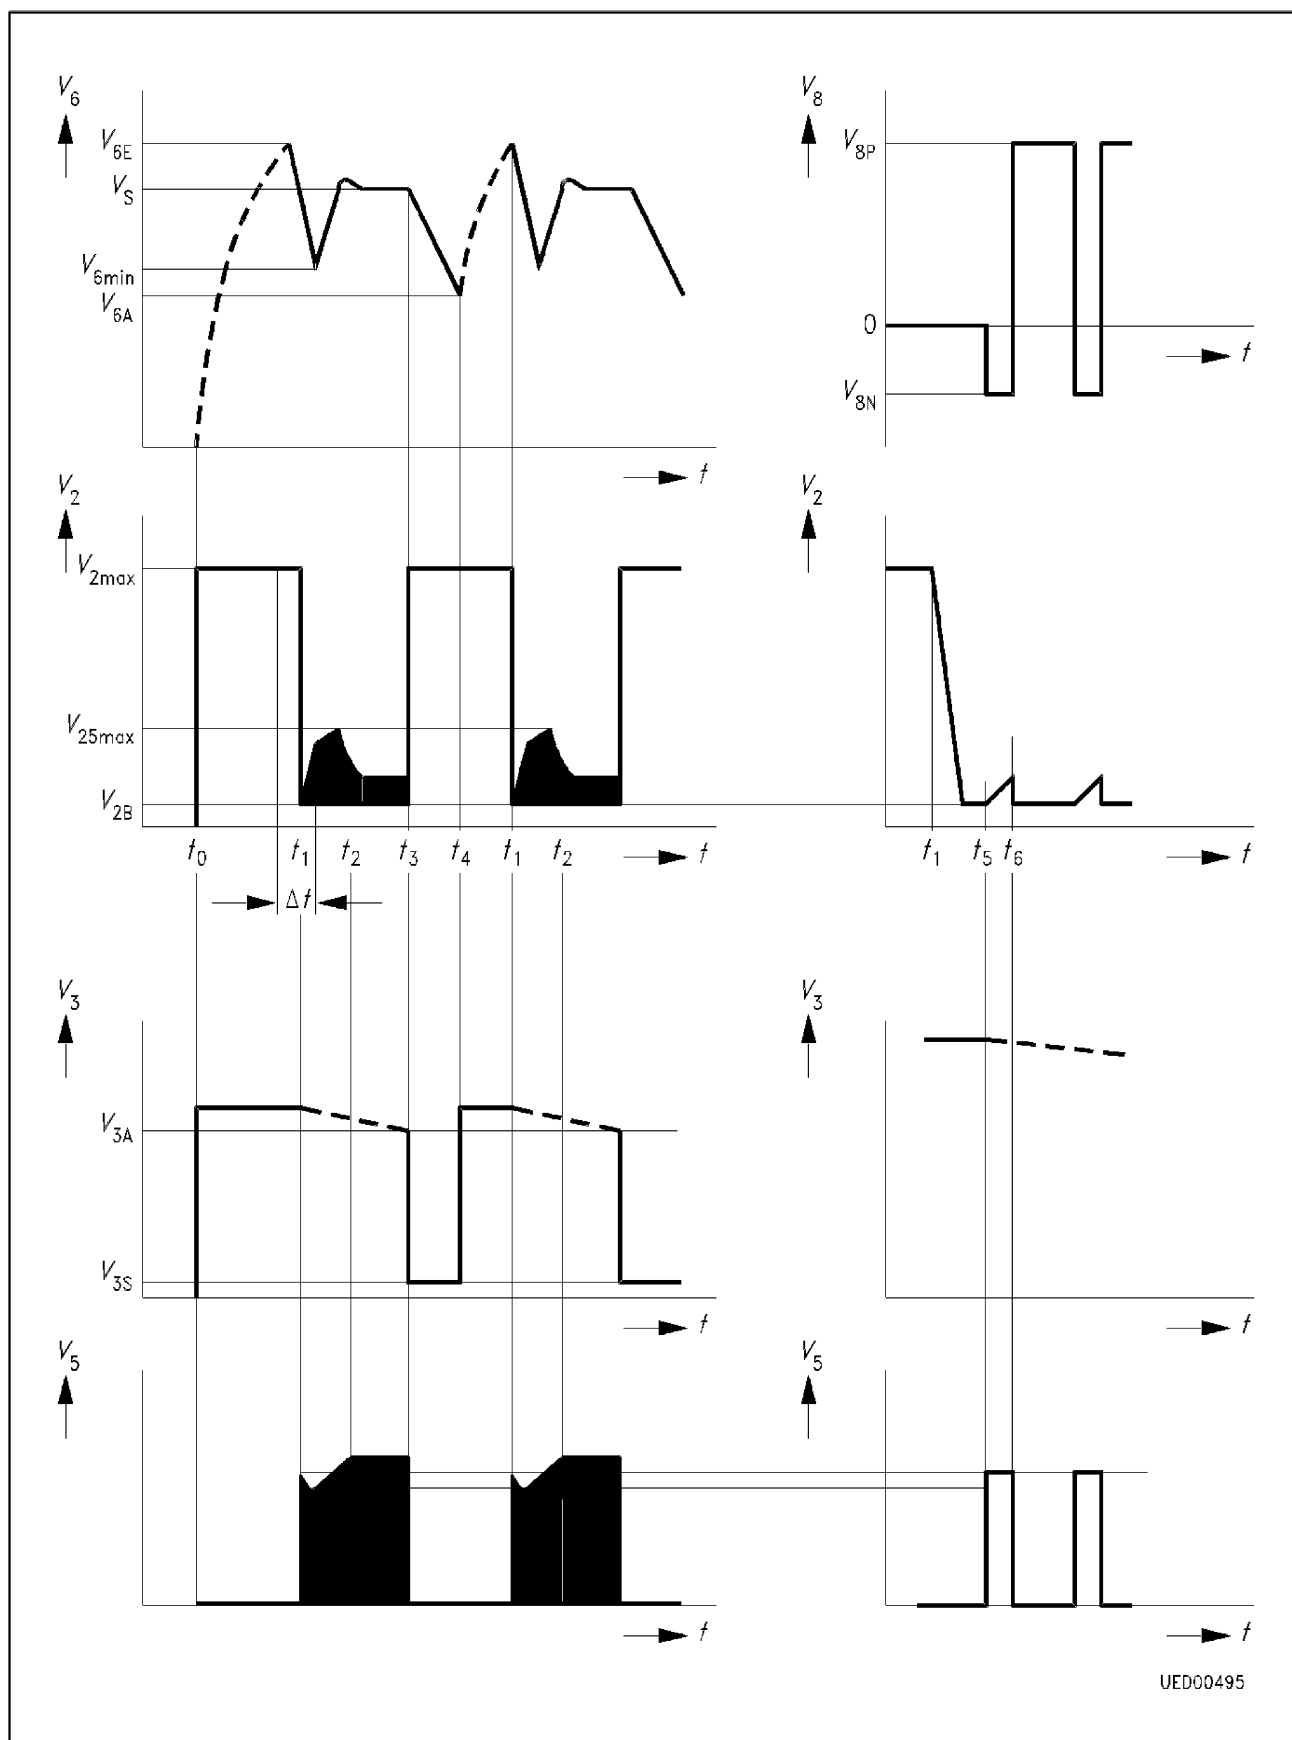 V6
V6E
VS
V6min
V6A
t
V8
V8P
0
t
V8N
V2
V2max
V25max
V2B
t0 t1 t2 t3 t4 t1 t2 t
Δt
V2
t1 t5 t6 t
V3
V3A
V3S
t
V3
t
V5
t
V5
t
UED00495